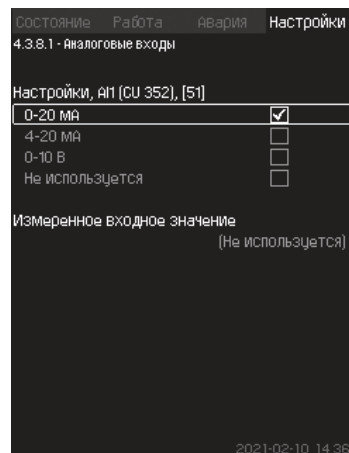 Состояние Работа Авария Настройки
4.3.8.1 - Аналоговые входы
Настройки, AI1 (CU 352), [51]
0-20 мА
4-20 мА
0-10 В
Не используется
Измеренное входное значение
(Не используется)
2021-02-10 14:36